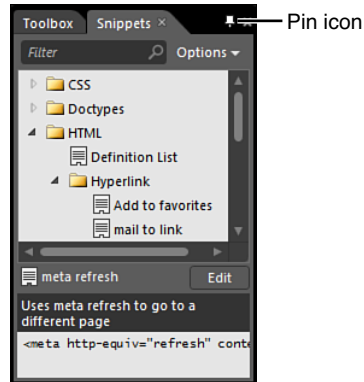 Toolbox Snippets × Pin icon
Filter Options
CSS
Doctypes
HTML
Definition List
Hyperlink
Add to favorites
mail to link
meta refresh Edit
Uses meta refresh to go to a
different page
<meta http-equiv="refresh" conte